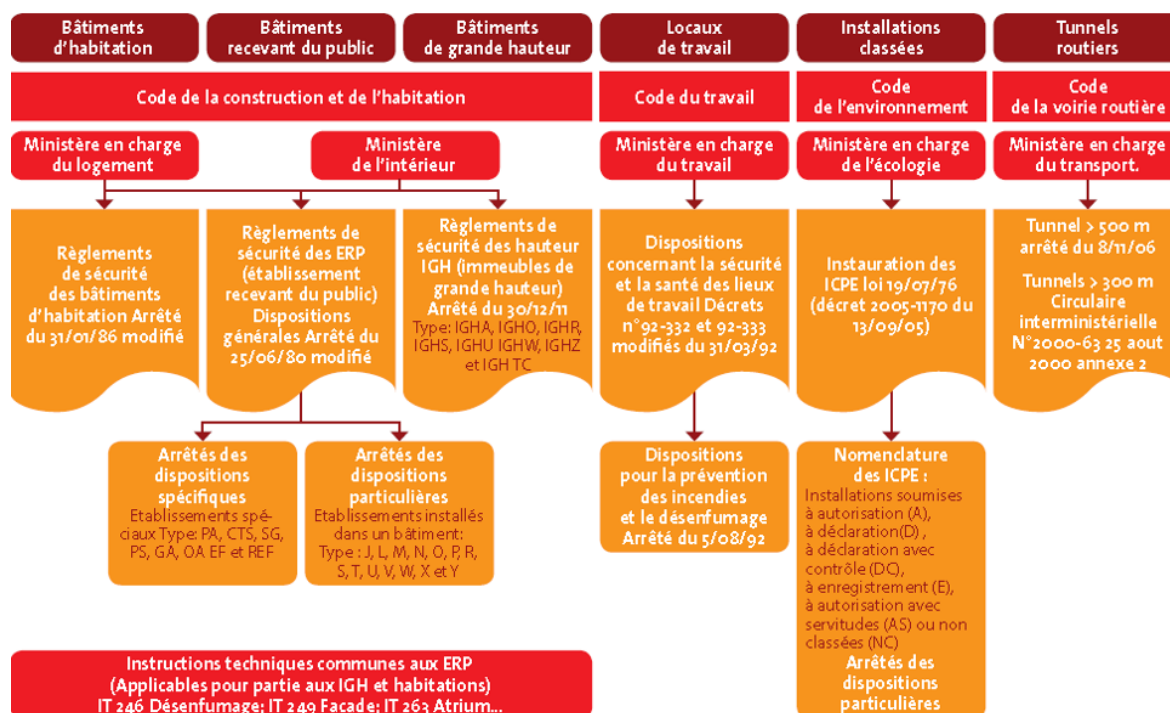 Bâtiments
d'habitation
Bâtiments
recevant du public
Bâtiments
de grande hauteur
Locaux
de travail
Installations
classées
Tunnels
routiers
Code de la construction et de l'habitation
Code du travail
Code
de l'environnement
Code
de la voirie routière
Ministère en charge
du logement
Ministère
de l'intérieur
Ministère en charge
du travail
Ministère en charge
de l'écologie
Ministère en charge
du transport.
Règlements
de sécurité
des bâtiments
d'habitation Arrêté
du 31/01/86 modifié
Règlements de
sécurité des ERP
(établissement
recevant du public)
Dispositions
générales Arrêté du
25/06/80 modifié
Règlements de
sécurité des hauteur
IGH (immeubles de
grande hauteur)
Arrêté du 30/12/11
Type: IGHA, IGHO, IGHR,
IGHS, IGHU IGHW, IGHZ
et IGH TC
Dispositions
concernant la sécurité
et la santé des lieux
de travail Décrets
n°92-332 et 92-333
modifiés du 31/03/92
Instauration des
ICPE loi 19/07/76
(décret 2005-1170 du
13/09/05)
Tunnel > 500 m
arrêté du 8/11/06
Tunnels > 300 m
Circulaire
interministérielle
N°2000-63 25 aout
2000 annexe 2
Arrêtés des
dispositions
spécifiques
Etablissements spé-
ciaux Type: PA, CTS, SG,
PS, GA, OA EF et REF
Arrêtés des
dispositions
particulières
Etablissements installés
dans un bâtiment:
Type : J, L, M, N, O, P, R,
S, T, U, V, W, X et Y
Dispositions
pour la prévention
des incendies
et le désenfumage
Arrêté du 5/08/92
Nomenclature
des ICPE :
Installations soumises
à autorisation (A),
à déclaration(D) ,
à déclaration avec
contrôle (DC),
à enregistrement (E),
à autorisation avec
servitudes (AS) ou non
classées (NC)
Arrêtés des
dispositions
particulières
Instructions techniques communes aux ERP
(Applicables pour partie aux IGH et habitations)
IT 246 Désenfumage; IT 249 Facade; IT 263 Atrium...